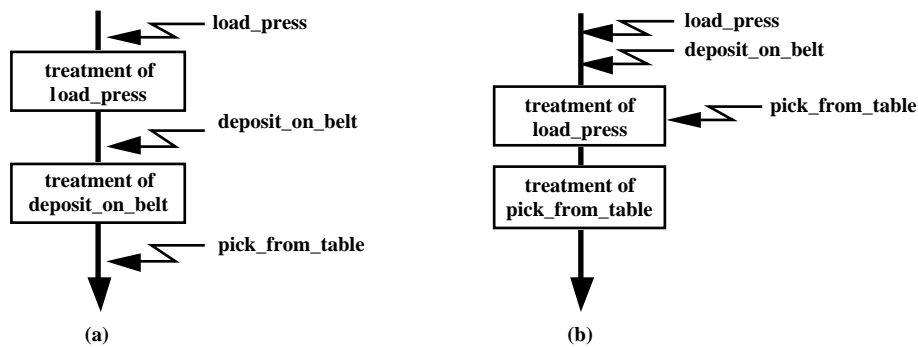 load_press
treatment of
load_press
deposit_on_belt
treatment of
deposit_on_belt
pick_from_table
(a)
load_press
deposit_on_belt
treatment of
load_press
pick_from_table
treatment of
pick_from_table
(b)